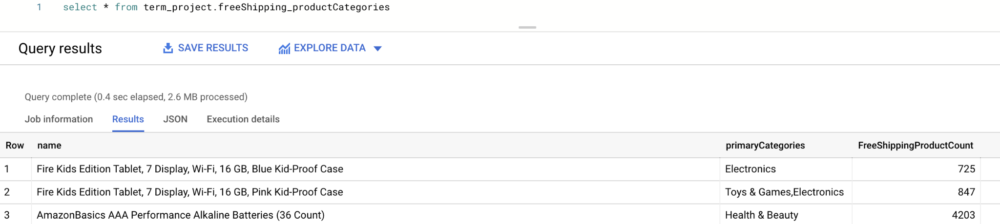 1 select * from term_project.freeShipping_productCategories
Query results SAVE RESULTS EXPLORE DATA
Query complete (0.4 sec elapsed, 2.6 MB processed)
Job information Results JSON Execution details
Row name primaryCategories FreeShippingProductCount
1 Fire Kids Edition Tablet, 7 Display, Wi-Fi, 16 GB, Blue Kid-Proof Case Electronics 725
2 Fire Kids Edition Tablet, 7 Display, Wi-Fi, 16 GB, Pink Kid-Proof Case Toys & Games,Electronics 847
3 AmazonBasics AAA Performance Alkaline Batteries (36 Count) Health & Beauty 4203